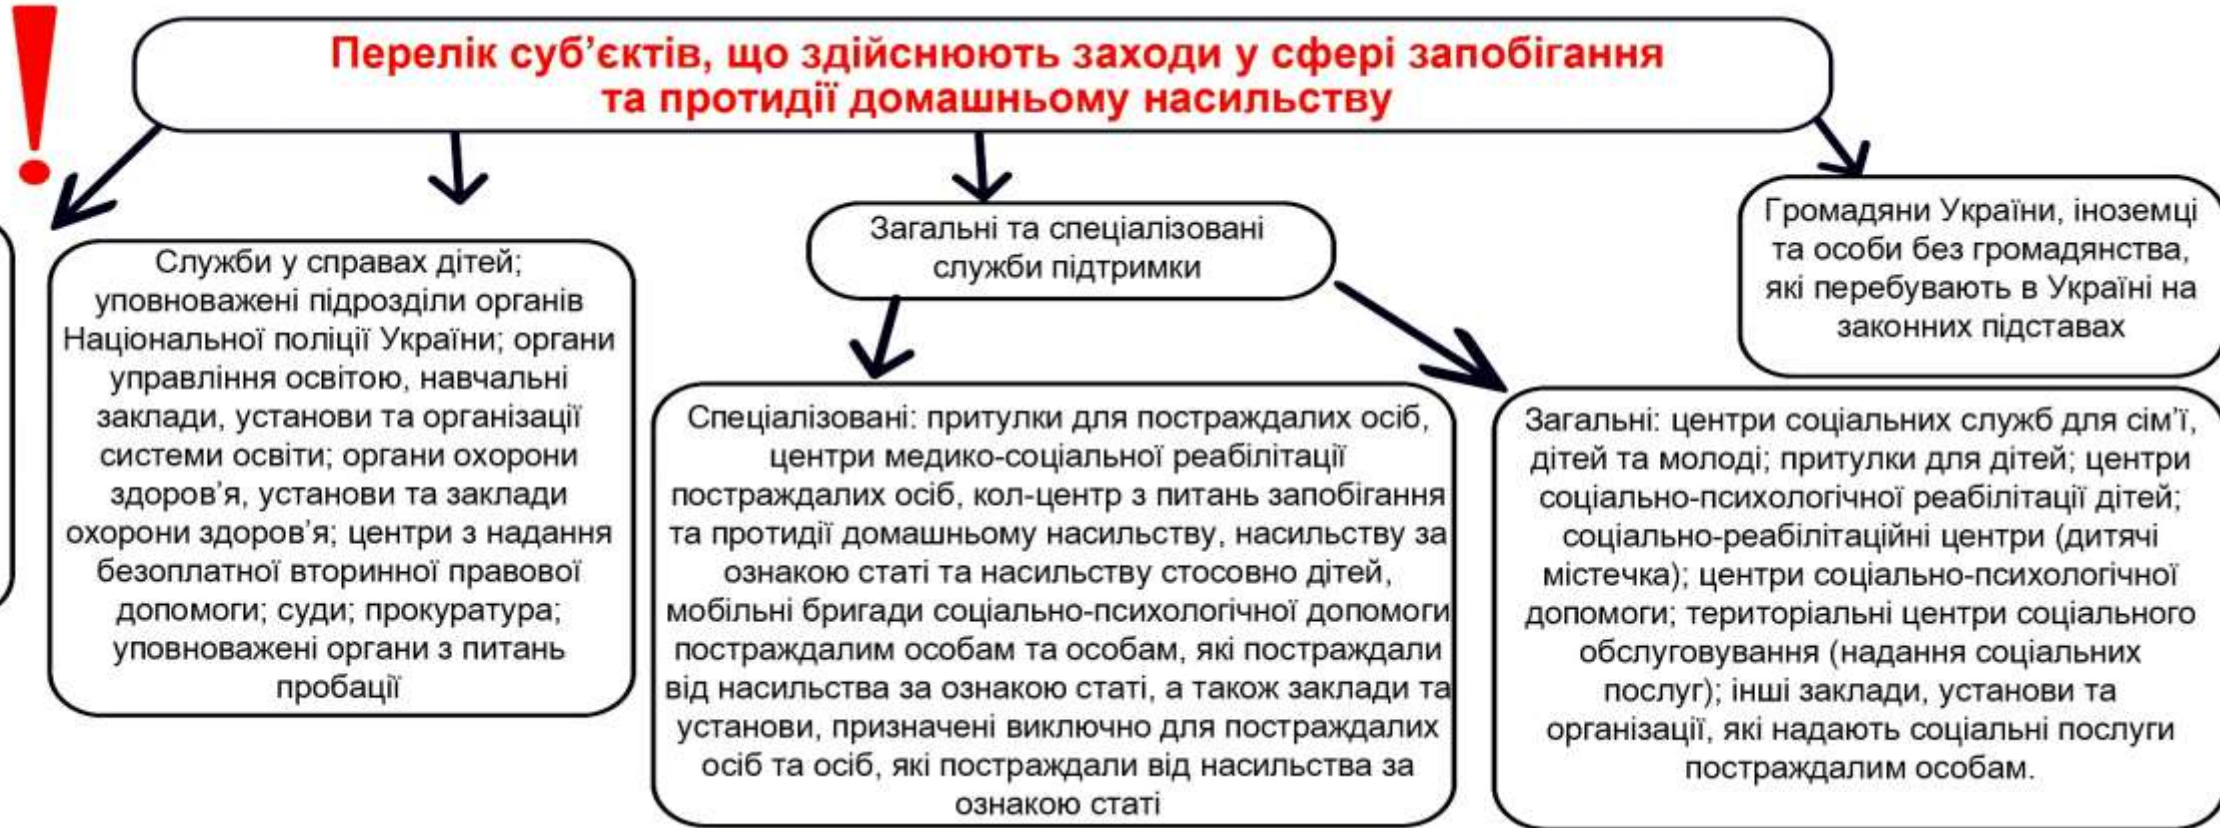 Перелік суб’єктів, що здійснюють заходи у сфері запобігання
та протидії домашньому насильству
Служби у справах дітей;
уповноважені підрозділи органів
Національної поліції України; органи
управління освітою, навчальні
заклади, установи та організації
системи освіти; органи охорони
здоров’я, установи та заклади
охорони здоров’я; центри з надання
безоплатної вторинної правової
допомоги; суди; прокуратура;
уповноважені органи з питань
пробації
Загальні та спеціалізовані
служби підтримки
Спеціалізовані: притулки для постраждалих осіб,
центри медико-соціальної реабілітації
постраждалих осіб, кол-центр з питань запобігання
та протидії домашньому насильству, насильству за
ознакою статі та насильству стосовно дітей,
мобільні бригади соціально-психологічної допомоги
постраждалим особам та особам, які постраждали
від насильства за ознакою статі, а також заклади та
установи, призначені виключно для постраждалих
осіб та осіб, які постраждали від насильства за
ознакою статі
Громадяни України, іноземці
та особи без громадянства,
які перебувають в Україні на
законних підставах
Загальні: центри соціальних служб для сім’ї,
дітей та молоді; притулки для дітей; центри
соціально-психологічної реабілітації дітей;
соціально-реабілітаційні центри (дитячі
містечка); центри соціально-психологічної
допомоги; територіальні центри соціального
обслуговування (надання соціальних
послуг); інші заклади, установи та
організації, які надають соціальні послуги
постраждалим особам.